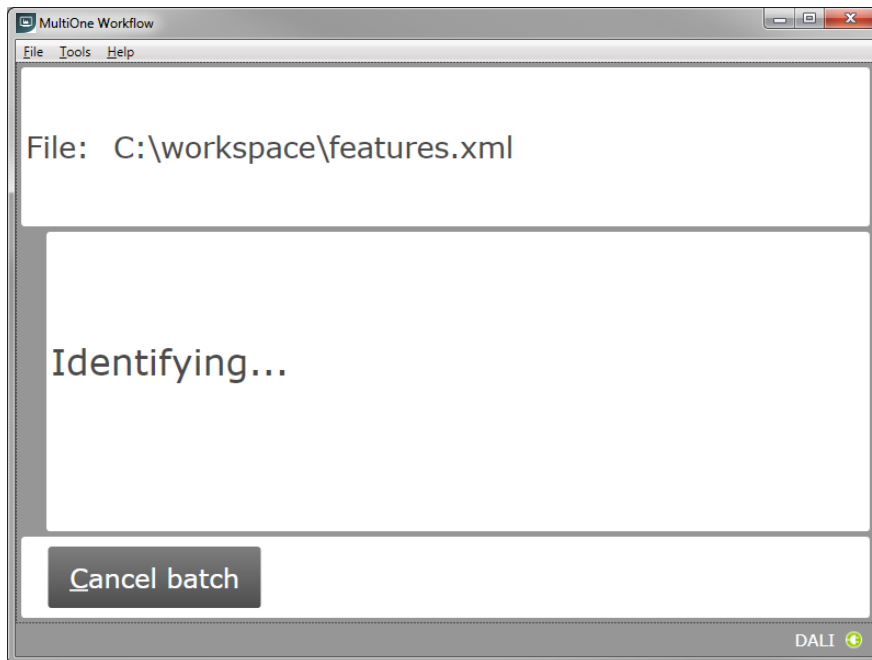 MultiOne Workflow
File Tools Help
File: C:\workspace\features.xml
Identifying...
Cancel batch
DALI